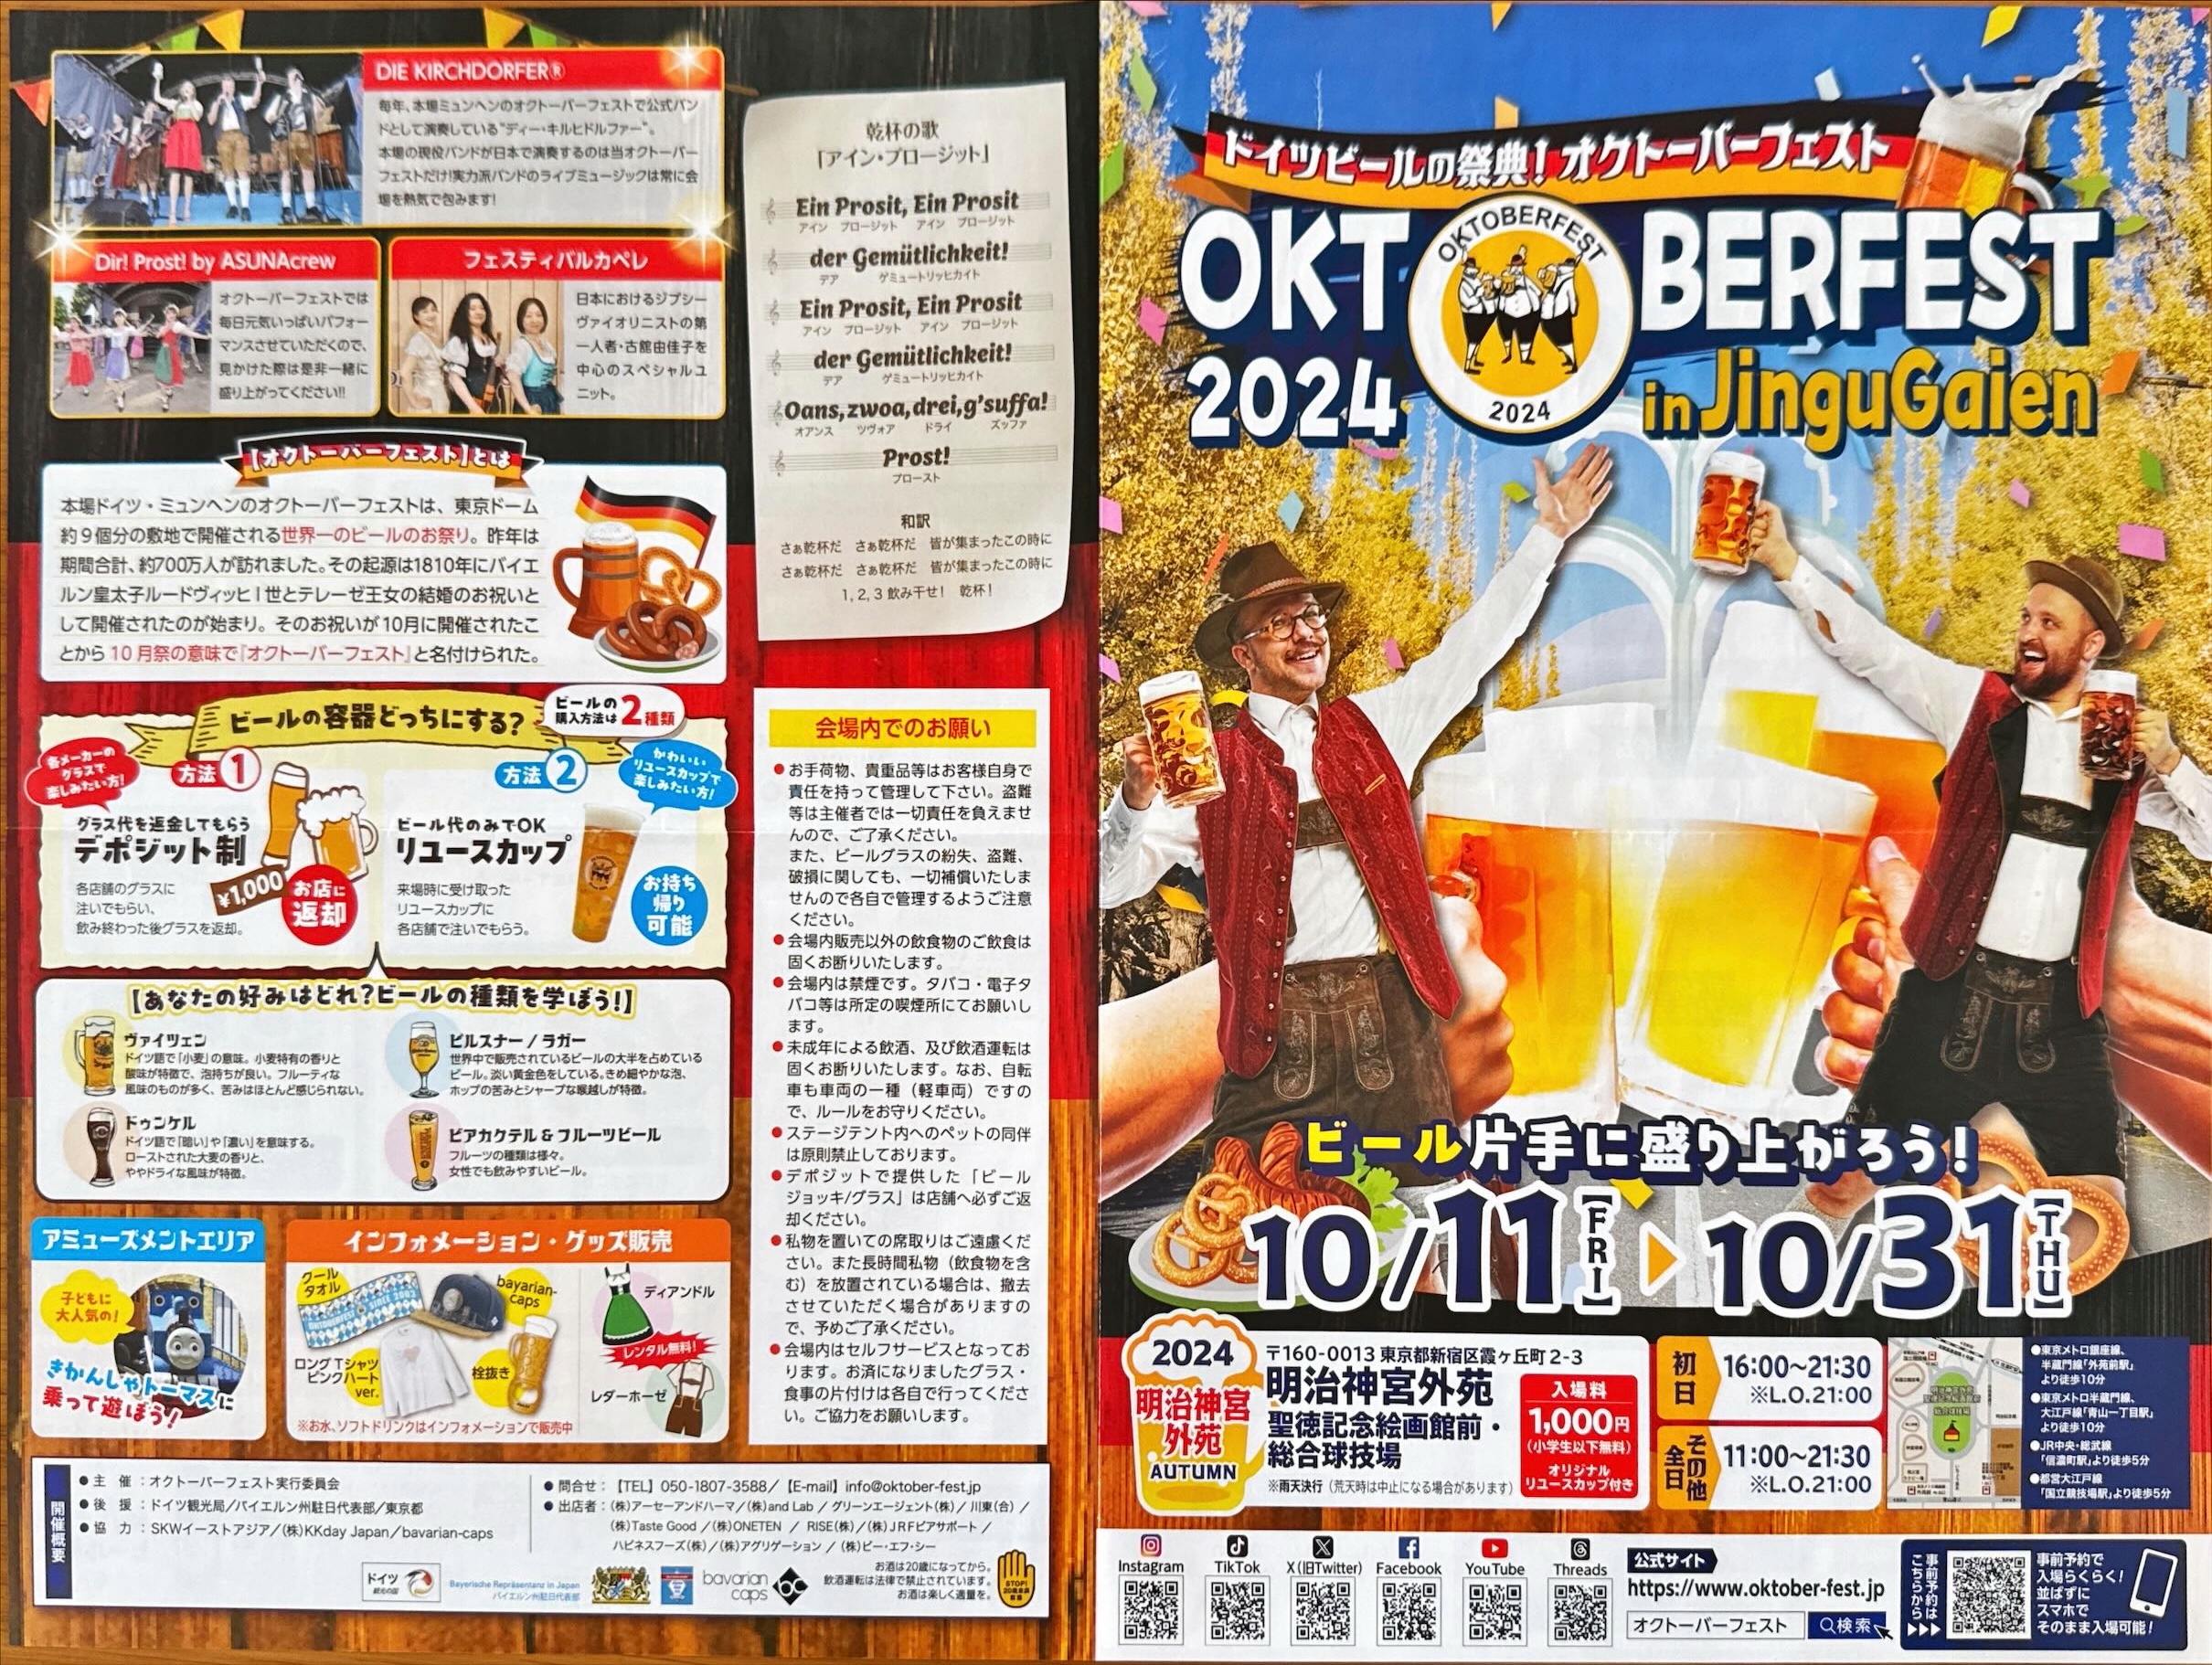 DIE KIRCHDORFER®
毎年、本場ミュンヘンのオクトーバーフェストで公式バン
ドとして演奏している"ディー・キルヒドルファー"。
本場の現役バンドが日本で演奏するのは当オクトーバー
フェストだけ!実力派バンドのライブミュージックは常に会
場を熱気で包みます!
Dir! Prost! by ASUNAcrew
オクトーバーフェストでは
毎日元気いっぱいパフォー
マンスさせていただくので、
見かけた際は是非一緒に
盛り上がってください!!
フェスティバルカペレ
日本におけるジプシー
ヴァイオリニストの第
一人者・古舘由佳子を
中心のスペシャルユ
ニット。
【オクトーバーフェスト】とは
本場ドイツ・ミュンヘンのオクトーバーフェストは、東京ドーム
約9個分の敷地で開催される世界一のビールのお祭り。昨年は
期間合計、約700万人が訪れました。その起源は1810年にバイエ
ルン皇太子ルードヴィッヒⅠ世とテレーゼ王女の結婚のお祝いと
して開催されたのが始まり。そのお祝いが10月に開催されたこ
とから10月祭の意味で『オクトーバーフェスト』と名付けられた。
ビールの容器どっちにする?
ビールの
購入方法は2種類
各メーカーの
グラスで
楽しみたい方!
方法1
グラス代を返金してもらう
デポジット制
各店舗のグラスに
注いでもらい、
飲み終わった後グラスを返却。
¥1,000
お店に
返却
方法2
かわいい
リユースカップで
楽しみたい方!
ビール代のみでOK
リユースカップ
来場時に受け取った
リユースカップに
各店舗で注いでもらう。
お持ち
帰り
可能
【あなたの好みはどれ?ビールの種類を学ぼう!】
ヴァイツェン
ドイツ語で「小麦」の意味。小麦特有の香りと
酸味が特徴で、泡持ちが良い。フルーティな
風味のものが多く、苦みはほとんど感じられない。
ピルスナー / ラガー
世界中で販売されているビールの大半を占めている
ビール。淡い黄金色をしている。きめ細やかな泡、
ホップの苦みとシャープな喉越しが特徴。
ドゥンケル
ドイツ語で「暗い」や「濃い」を意味する。
ローストされた大麦の香りと、
ややドライな風味が特徴。
ビアカクテル & フルーツビール
フルーツの種類は様々。
女性でも飲みやすいビール。
アミューズメントエリア
子どもに
大人気の!
きかんしゃトーマスに
乗って遊ぼう!
インフォメーション・グッズ販売
クール
タオル
OKTOBERFEST SINCE 2003
bavarian-
caps
ロングTシャツ
ピンクハート
ver.
栓抜き
ディアンドル
レンタル無料!
レダーホーゼ
※お水、ソフトドリンクはインフォメーションで販売中
乾杯の歌
「アイン・プロージット」
Ein Prosit, Ein Prosit
アイン プロージット アイン プロージット
der Gemütlichkeit!
デア ゲミュートリッヒカイト
Ein Prosit, Ein Prosit
アイン プロージット アイン プロージット
der Gemütlichkeit!
デア ゲミュートリッヒカイト
Oans,zwoa,drei,g'suffa!
オアンス ツヴォア ドライ ズッファ
Prost!
プロースト
和訳
さぁ乾杯だ さぁ乾杯だ 皆が集まったこの時に
さぁ乾杯だ さぁ乾杯だ 皆が集まったこの時に
1, 2, 3 飲み干せ! 乾杯!
会場内でのお願い
●お手荷物、貴重品等はお客様自身で
責任を持って管理して下さい。盗難
等は主催者では一切責任を負えませ
んので、ご了承ください。
また、ビールグラスの紛失、盗難、
破損に関しても、一切補償いたしま
せんので各自で管理するようご注意
ください。
●会場内販売以外の飲食物のご飲食は
固くお断りいたします。
●会場内は禁煙です。タバコ・電子タ
バコ等は所定の喫煙所にてお願いし
ます。
●未成年による飲酒、及び飲酒運転は
固くお断りいたします。なお、自転
車も車両の一種(軽車両)ですの
で、ルールをお守りください。
●ステージテント内へのペットの同伴
は原則禁止しております。
●デポジットで提供した「ビール
ジョッキ/グラス」は店舗へ必ずご返
却ください。
●私物を置いての席取りはご遠慮くだ
さい。また長時間私物(飲食物を含
む)を放置されている場合は、撤去
させていただく場合がありますの
で、予めご了承ください。
●会場内はセルフサービスとなってお
ります。お済になりましたグラス・
食事の片付けは各自で行ってくださ
い。ご協力をお願いします。
開催概要
●主 催:オクトーバーフェスト実行委員会
●後 援:ドイツ観光局/バイエルン州駐日代表部/東京都
●協 力:SKWイーストアジア/(株)KKday Japan/bavarian-caps
●問合せ:【TEL】050-1807-3588/【E-mail】info@oktober-fest.jp
●出店者:(株)アーセーアンドハーマ/(株)and Lab / グリーンエージェント(株) / 川東(合) /
(株)Taste Good /(株)ONETEN / RISE(株)/(株)JRFビアサポート /
ハビネスフーズ(株)/(株)アグリゲーション / (株)ビー・エフ・シー
ドイツ
観光の国
Bayerische Repräsentanz in Japan
バイエルン州駐日代表部
bavarian
caps
bc
お酒は20歳になってから。
飲酒運転は法律で禁止されています。
お酒は楽しく適量を。
STOP!
ドイツビールの祭典!オクトーバーフェスト
OKTOBERFEST
OKTOBERFEST
2024
2024
in JinguGaien
ビール片手に盛り上がろう!
10/11[FRI]▶10/31[THU]
2024
明治神宮
外苑
AUTUMN
〒160-0013 東京都新宿区霞ヶ丘町2-3
明治神宮外苑
聖徳記念絵画館前・
総合球技場
※雨天決行(荒天時は中止になる場合があります)
入場料
1,000円
(小学生以下無料)
オリジナル
リユースカップ付き
初日
16:00~21:30
※L.O.21:00
その他全日
11:00~21:30
※L.O.21:00
●東京メトロ銀座線、
半蔵門線「外苑前駅」
より徒歩10分
●東京メトロ半蔵門線、
大江戸線「青山一丁目駅」
より徒歩10分
●JR中央・総武線
「信濃町駅」より徒歩5分
●都営大江戸線
「国立競技場駅」より徒歩5分
Instagram
TikTok
X(旧Twitter)
Facebook
YouTube
Threads
公式サイト
https://www.oktober-fest.jp
オクトーバーフェスト
検索
事前予約は
こちらから
▶▶▶
事前予約で
入場らくらく!
並ばずに
スマホで
そのまま入場可能!